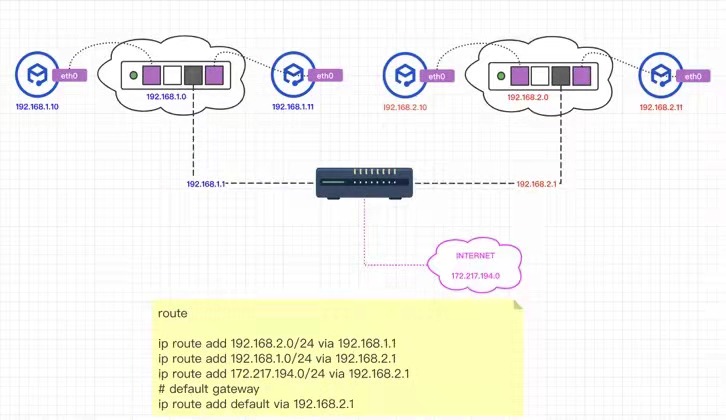 eth0
eth0
eth0
eth0
192.168.1.10
192.168.1.0
192.168.1.11
192.168.2.10
192.168.2.0
192.168.2.11
192.168.1.1
192.168.2.1
INTERNET
172.217.194.0
route
ip route add 192.168.2.0/24 via 192.168.1.1
ip route add 192.168.1.0/24 via 192.168.2.1
ip route add 172.217.194.0/24 via 192.168.2.1
# default gateway
ip route add default via 192.168.2.1